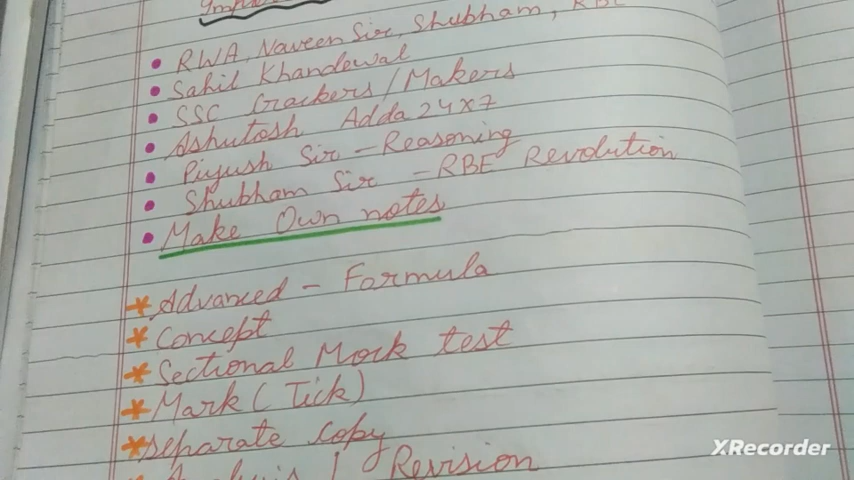 RWA, Naveen Sir, Shubham, RBE
• Sahil Khandewal
• SSC Crackers / Makers
• Ashutosh Adda 24x7
• Piyush Sir - Reasoning
• Shubham Sir - RBE Revolution
• Make Own notes
* Advanced - Formula
* Concept
* Sectional Mock test
* Mark ( Tick )
* separate copy
Revision
XRecorder